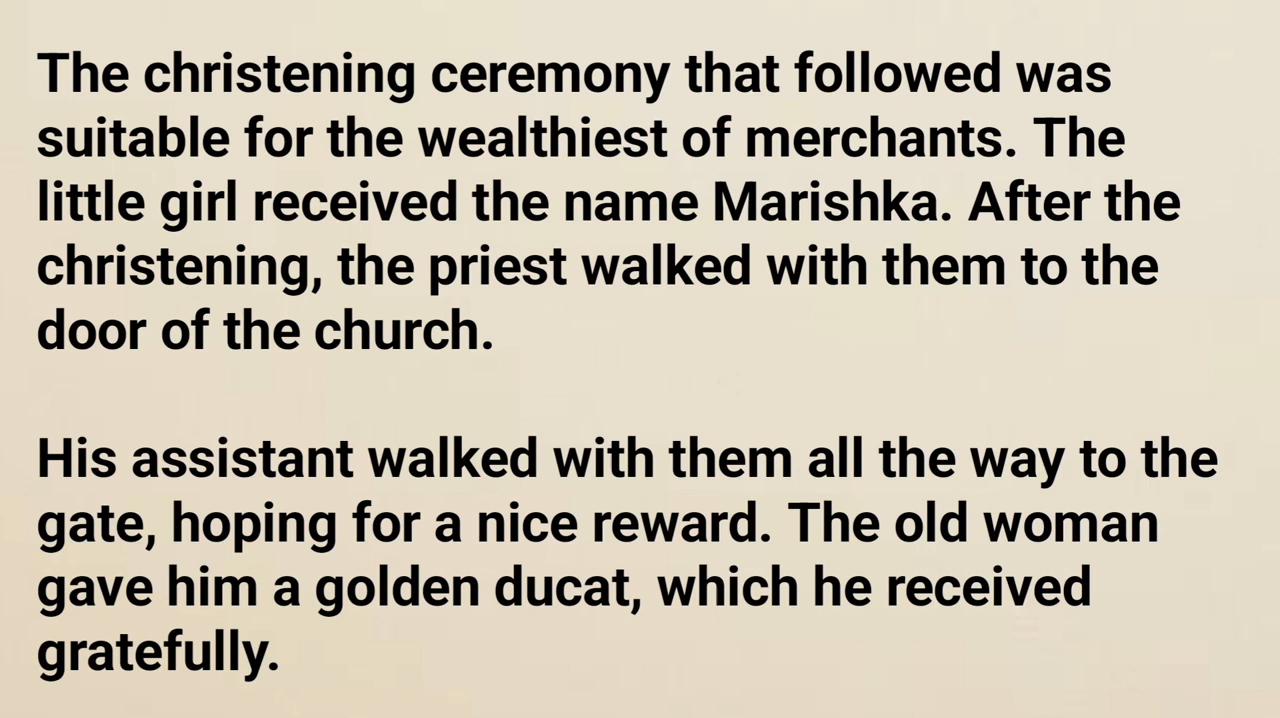 The christening ceremony that followed was
suitable for the wealthiest of merchants. The
little girl received the name Marishka. After the
christening, the priest walked with them to the
door of the church.
His assistant walked with them all the way to the
gate, hoping for a nice reward. The old woman
gave him a golden ducat, which he received
gratefully.